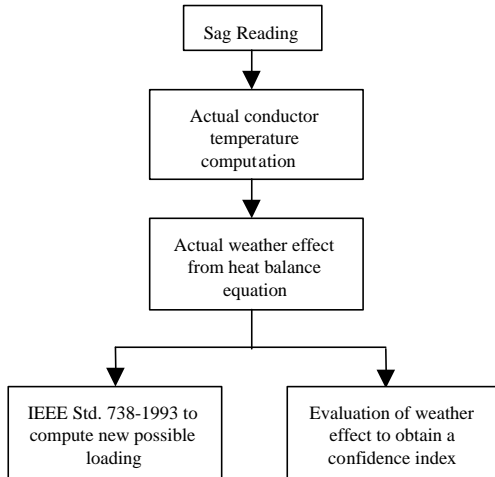 Sag Reading
Actual conductor
temperature
computation
Actual weather effect
from heat balance
equation
IEEE Std. 738-1993 to
compute new possible
loading
Evaluation of weather
effect to obtain a
confidence index